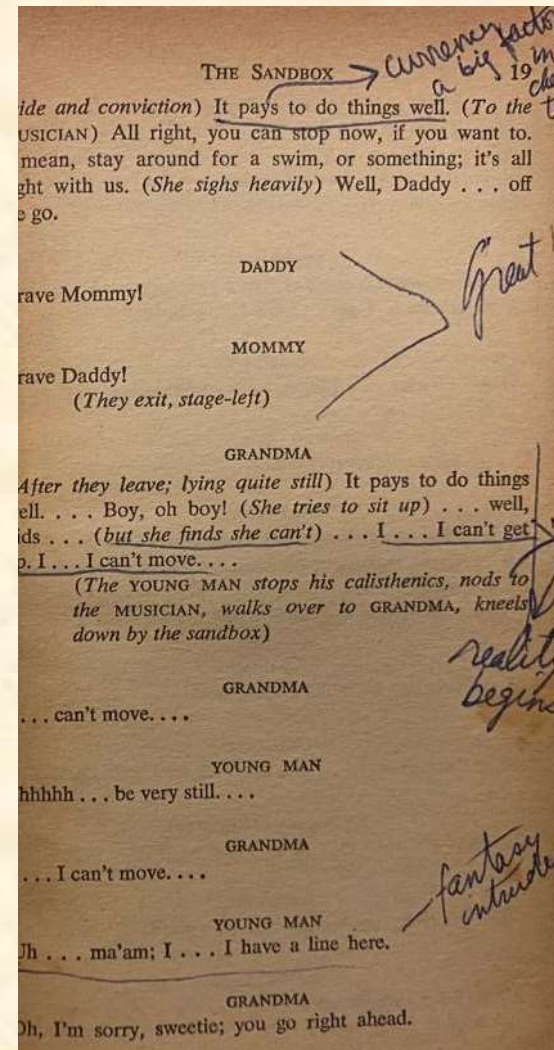 currency
a big factor
in
THE SANDBOX 19
ide and conviction) It pays to do things well. (To the
USICIAN) All right, you can stop now, if you want to.
mean, stay around for a swim, or something; it's all
ght with us. (She sighs heavily) Well, Daddy . . . off
e go.
DADDY
rave Mommy!
Great
MOMMY
rave Daddy!
(They exit, stage-left)
GRANDMA
After they leave; lying quite still) It pays to do things
ell. . . . Boy, oh boy! (She tries to sit up) . . . well,
ds . . . (but she finds she can't) . . . I . . . I can't get
p. I . . . I can't move. . . .
(The YOUNG MAN stops his calisthenics, nods to
the MUSICIAN, walks over to GRANDMA, kneels
down by the sandbox)
reality
begins
GRANDMA
. . . can't move. . . .
YOUNG MAN
hhhhh . . . be very still. . . .
GRANDMA
. . . I can't move. . . .
fantasy
YOUNG MAN
Uh . . . ma'am; I . . . I have a line here.
GRANDMA
Oh, I'm sorry, sweetie; you go right ahead.